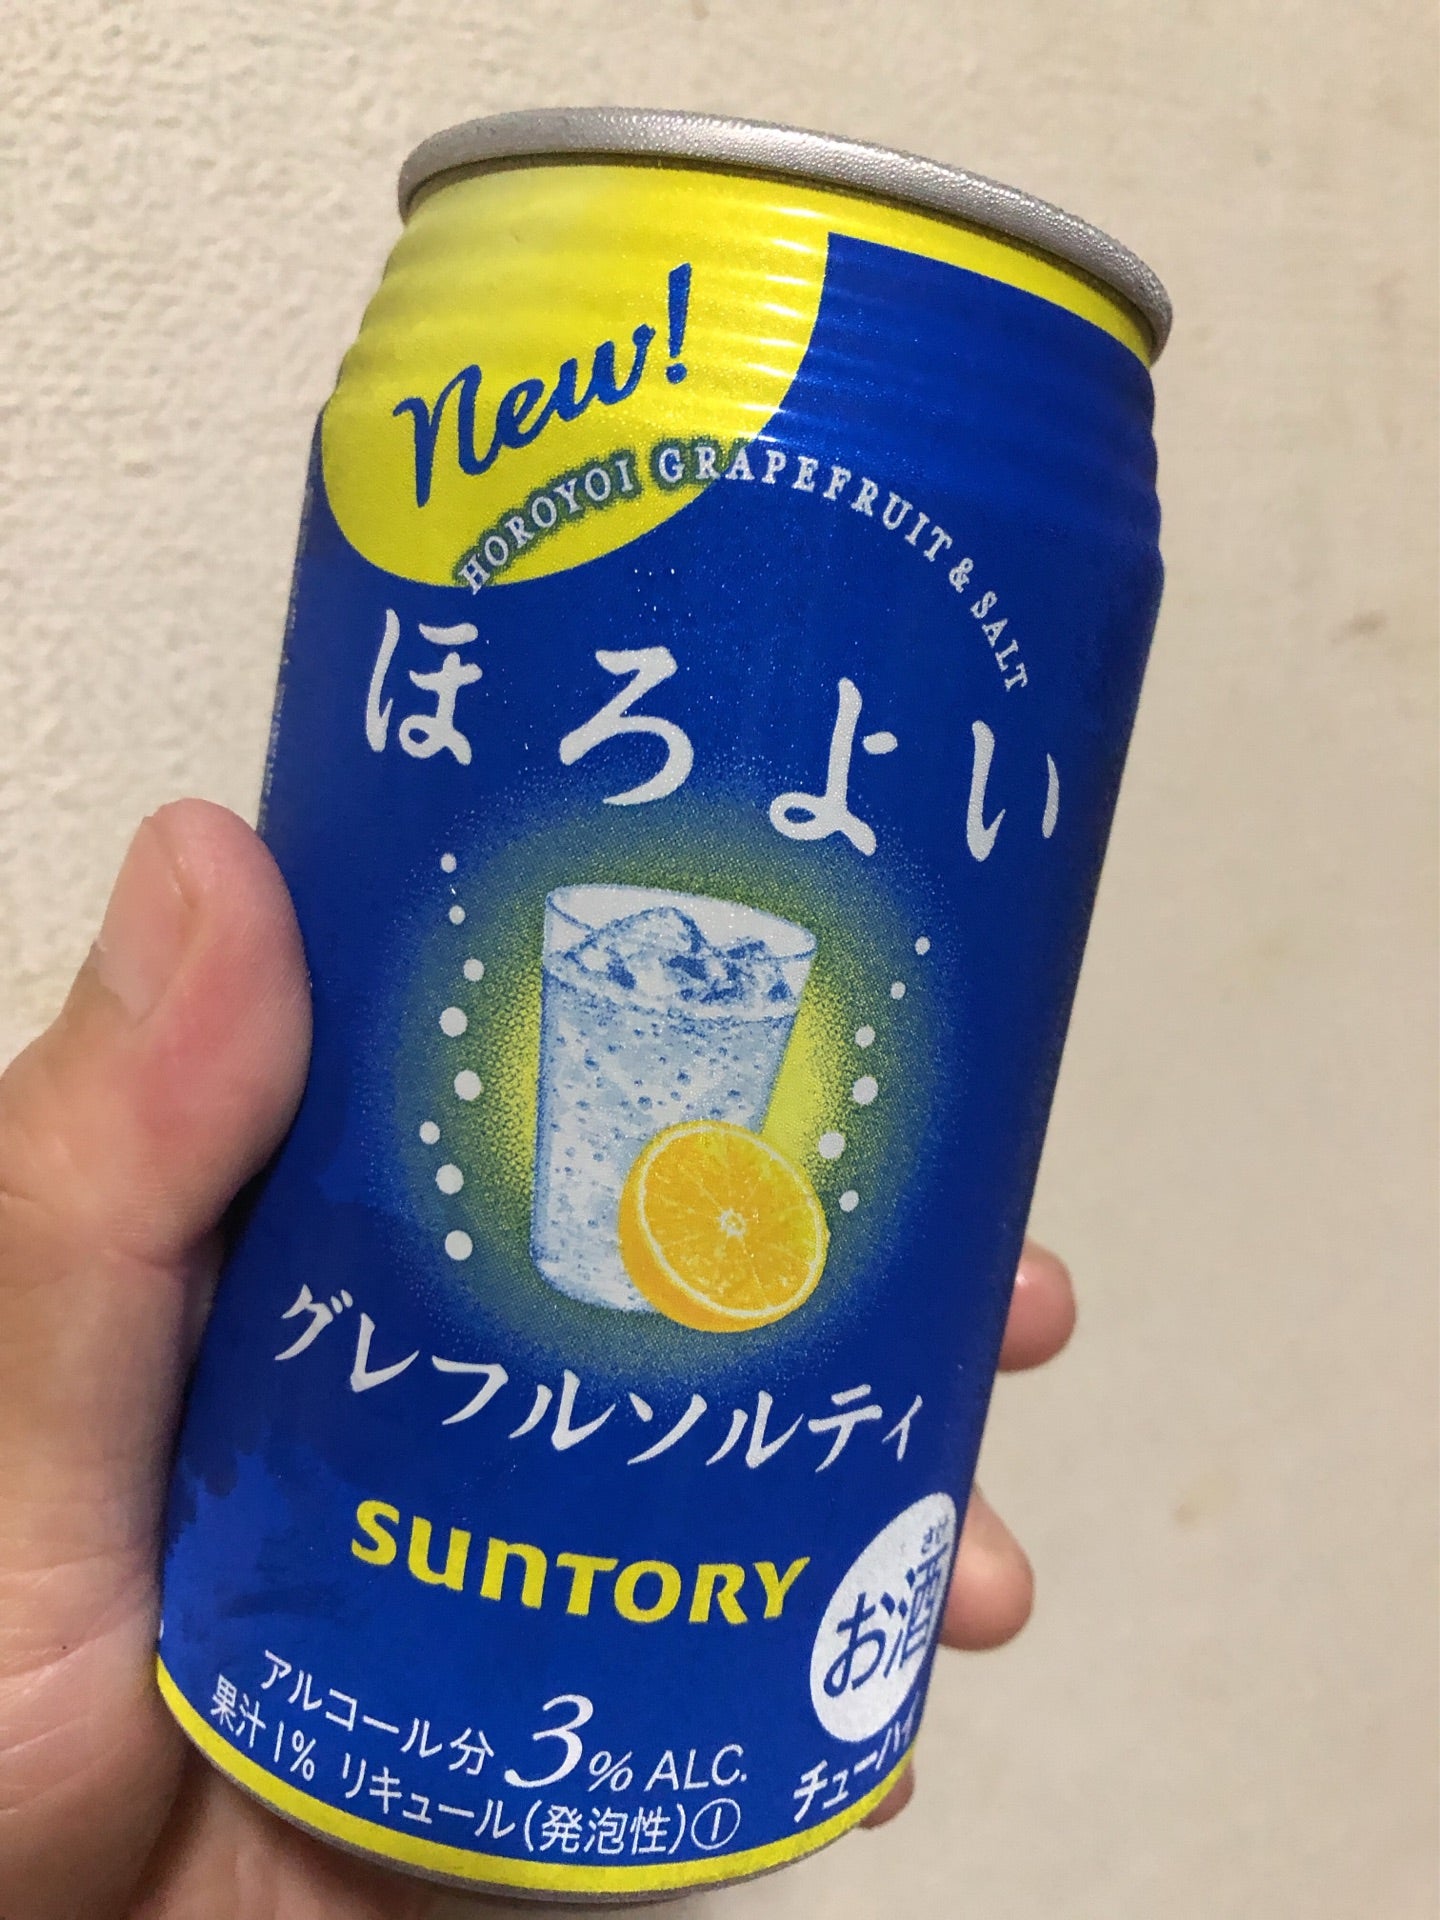 New!
HOROYOI GRAPEFRUIT & SALT
ほろよい
グレフルソルティ
SUNTORY
さけ
お酒
アルコール分 3% ALC.
果汁1% リキュール(発泡性)①
チューハイ